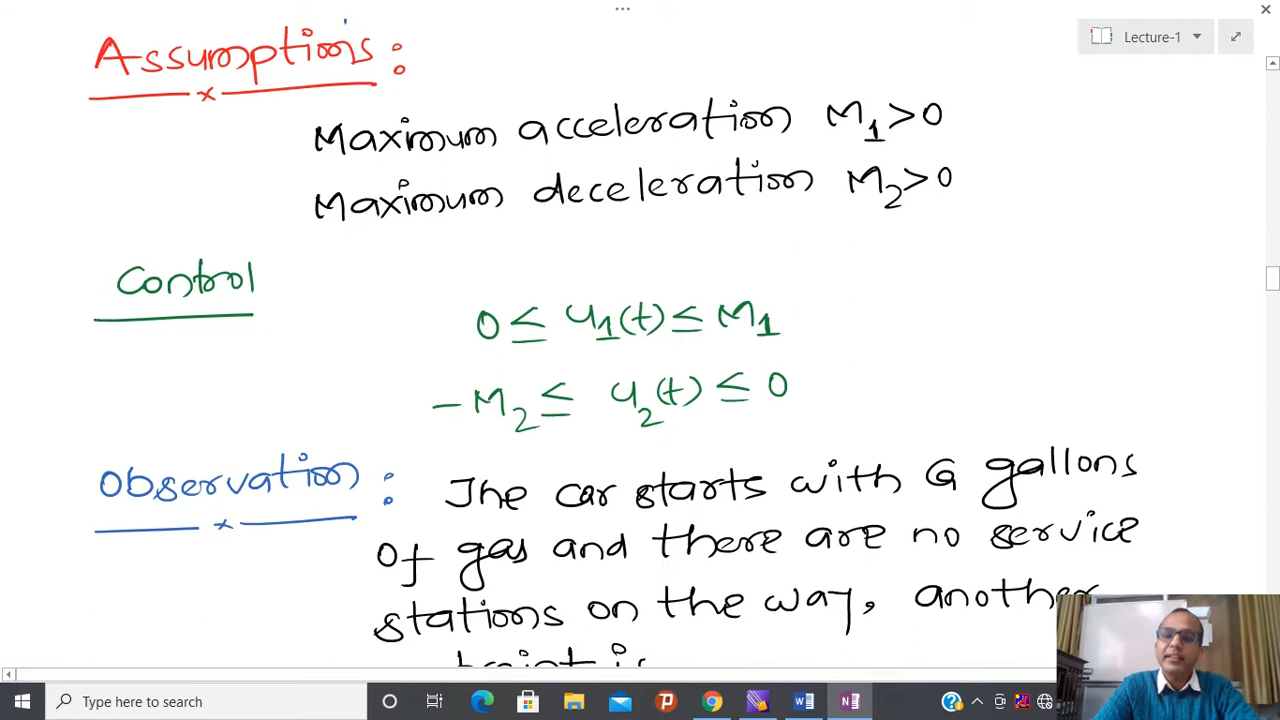 Lecture-1
Assumptions:
Maximum acceleration M₁>0
Maximum deceleration M₂>0
Control
0 ≤ u₁(t) ≤ M₁
-M₂ ≤ u₂(t) ≤ 0
Observation: The car starts with G gallons
of gas and there are no service
stations on the way, another
Type here to search